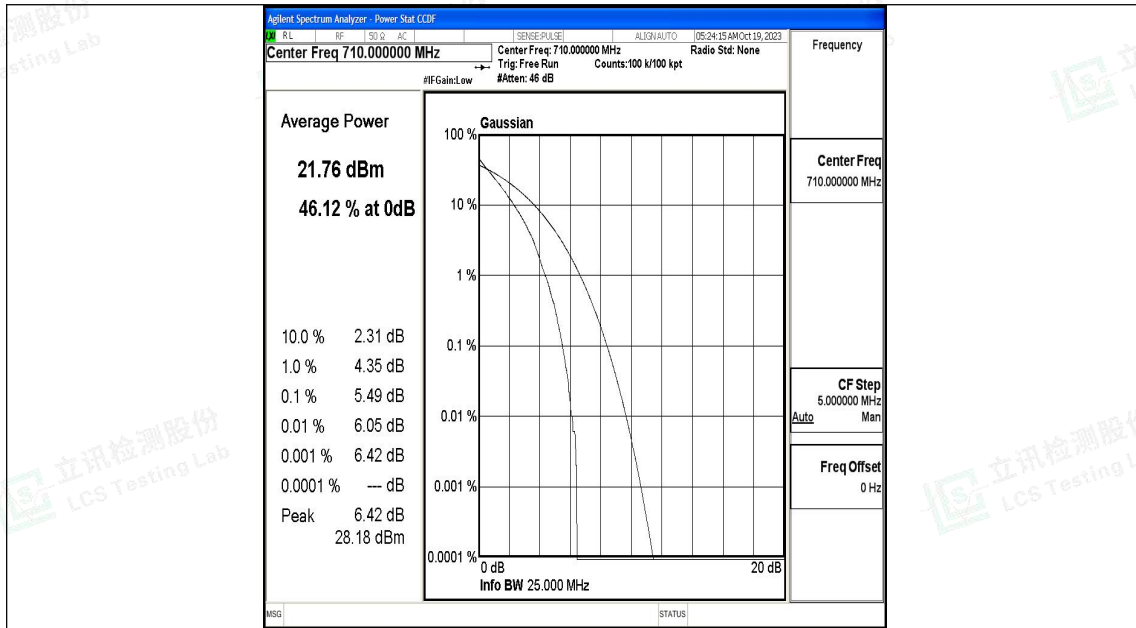 Agilent Spectrum Analyzer - Power Stat CCDF
RL RF 50 Ω AC SENSE:PULSE ALIGN AUTO 05:24:15 AM Oct 19, 2023
Center Freq 710.000000 MHz
Center Freq: 710.000000 MHz Radio Std: None
Trig: Free Run Counts:100 k/100 kpt
#IFGain:Low #Atten: 46 dB
Frequency
Average Power
21.76 dBm
46.12 % at 0dB
10.0 % 2.31 dB
1.0 % 4.35 dB
0.1 % 5.49 dB
0.01 % 6.05 dB
0.001 % 6.42 dB
0.0001 % --- dB
Peak 6.42 dB
28.18 dBm
Gaussian
100 %
10 %
1 %
0.1 %
0.01 %
0.001 %
0.0001 %
0 dB 20 dB
Info BW 25.000 MHz
Center Freq
710.000000 MHz
CF Step
5.000000 MHz
Auto Man
Freq Offset
0 Hz
MSG STATUS
立讯检测股份
LCS Testing Lab
立讯检测股份
LCS Testing L